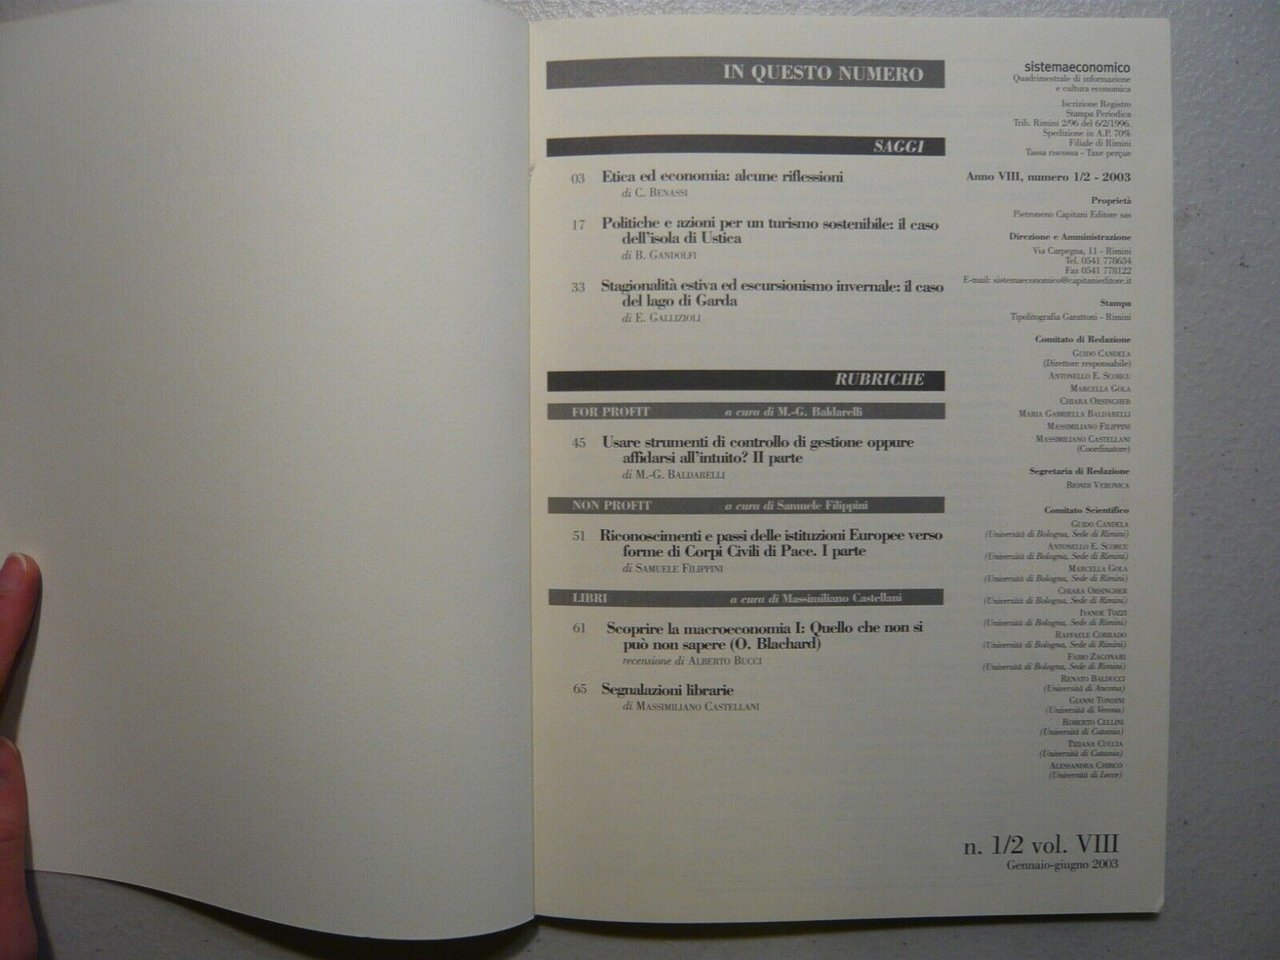 IN QUESTO NUMERO
SAGGI
03 Etica ed economia: alcune riflessioni
di C. BENASSI
17 Politiche e azioni per un turismo sostenibile: il caso
dell'isola di Ustica
di B. GANDOLFI
33 Stagionalità estiva ed escursionismo invernale: il caso
del lago di Garda
di E. GALLIZIOLI
RUBRICHE
FOR PROFIT a cura di M.-G. Baldarelli
45 Usare strumenti di controllo di gestione oppure
affidarsi all'intuito? II parte
di M.-G. BALDARELLI
NON PROFIT a cura di Samuele Filippini
51 Riconoscimenti e passi delle istituzioni Europee verso
forme di Corpi Civili di Pace. I parte
di SAMUELE FILIPPINI
LIBRI a cura di Massimiliano Castellani
61 Scoprire la macroeconomia I: Quello che non si
può non sapere (O. Blachard)
recensione di ALBERTO BUCCI
65 Segnalazioni librarie
di MASSIMILIANO CASTELLANI
sistemaeconomico
Quadrimestrale di informazione
e cultura economica
Iscrizione Registro
Stampa Periodica
Trib. Rimini 2/96 del 6/2/1996.
Spedizione in A.P. 70%
Filiale di Rimini
Tassa riscossa - Taxe perçue
Anno VIII, numero 1/2 - 2003
Proprietà
Pietroneno Capitani Editore sas
Direzione e Amministrazione
Via Carpegna, 11 - Rimini
Tel. 0541 778634
Fax 0541 778122
E-mail: sistemaeconomico@capitanieditore.it
Stampa
Tipolitografia Garattoni - Rimini
Comitato di Redazione
GUIDO CANDELA
(Direttore responsabile)
ANTONELLO E. SCORCU
MARCELLA GOLA
CHIARA ORSINGHER
MARIA GABRIELLA BALDARELLI
MASSIMILIANO FILIPPINI
MASSIMILIANO CASTELLANI
(Coordinatore)
Segretaria di Redazione
BIONDI VERONICA
Comitato Scientifico
GUIDO CANDELA
(Università di Bologna, Sede di Rimini)
ANTONELLO E. SCORCU
(Università di Bologna, Sede di Rimini)
MARCELLA GOLA
(Università di Bologna, Sede di Rimini)
CHIARA ORSINGHER
(Università di Bologna, Sede di Rimini)
IVANOE TOZZI
(Università di Bologna, Sede di Rimini)
RAFFAELE CORRADO
(Università di Bologna, Sede di Rimini)
FABIO ZAGONARI
(Università di Bologna, Sede di Rimini)
RENATO BALDUCCI
(Università di Ancona)
GIANNI TONDINI
(Università di Verona)
ROBERTO CELLINI
(Università di Catania)
TIZIANA CUCCIA
(Università di Catania)
ALESSANDRA CHIRCO
(Università di Lecce)
n. 1/2 vol. VIII
Gennaio-giugno 2003